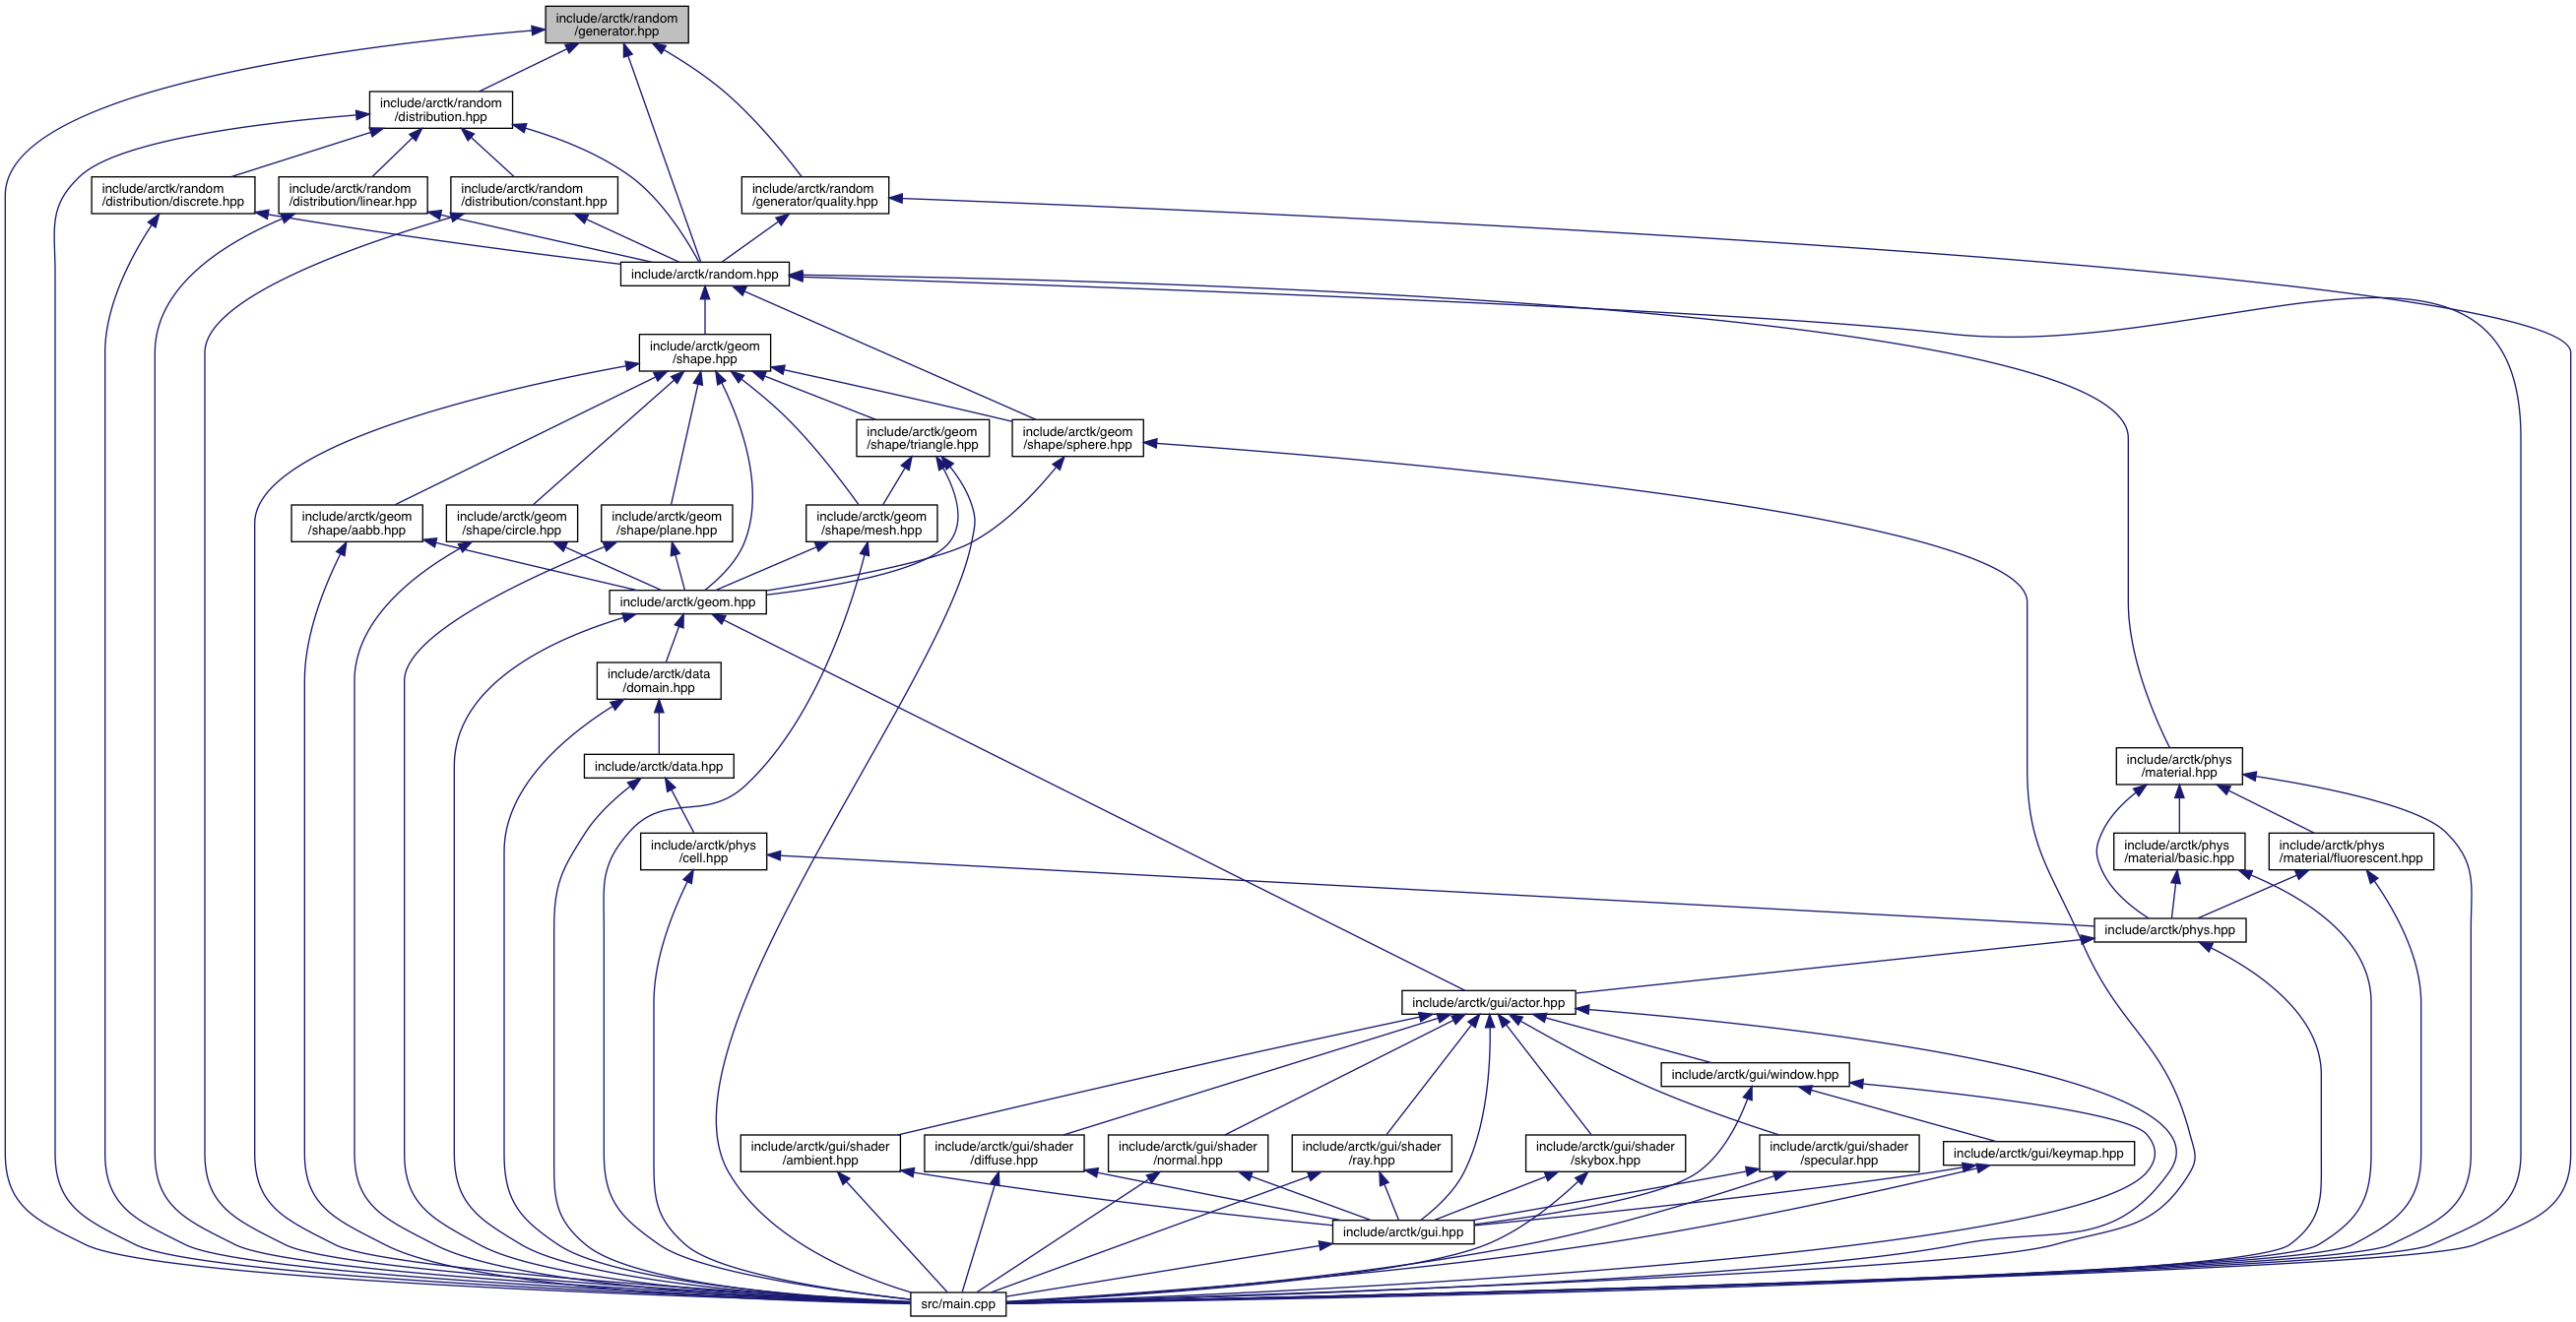 include/arctk/random
/generator.hpp
include/arctk/random
/distribution.hpp
include/arctk/random
/distribution/discrete.hpp
include/arctk/random
/distribution/linear.hpp
include/arctk/random
/distribution/constant.hpp
include/arctk/random
/generator/quality.hpp
include/arctk/random.hpp
include/arctk/geom
/shape.hpp
include/arctk/geom
/shape/triangle.hpp
include/arctk/geom
/shape/sphere.hpp
include/arctk/geom
/shape/aabb.hpp
include/arctk/geom
/shape/circle.hpp
include/arctk/geom
/shape/plane.hpp
include/arctk/geom
/shape/mesh.hpp
include/arctk/geom.hpp
include/arctk/data
/domain.hpp
include/arctk/data.hpp
include/arctk/phys
/material.hpp
include/arctk/phys
/cell.hpp
include/arctk/phys
/material/basic.hpp
include/arctk/phys
/material/fluorescent.hpp
include/arctk/phys.hpp
include/arctk/gui/actor.hpp
include/arctk/gui/window.hpp
include/arctk/gui/shader
/ambient.hpp
include/arctk/gui/shader
/diffuse.hpp
include/arctk/gui/shader
/normal.hpp
include/arctk/gui/shader
/ray.hpp
include/arctk/gui/shader
/skybox.hpp
include/arctk/gui/shader
/specular.hpp
include/arctk/gui/keymap.hpp
include/arctk/gui.hpp
src/main.cpp